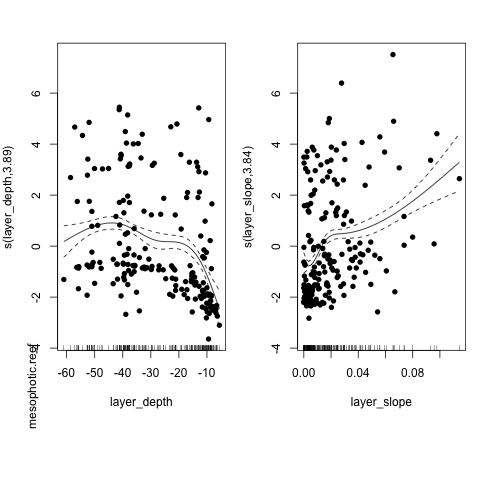 s(layer_depth,3.89)
6
4
2
0
-2
-4
mesophotic.reef
-60 -50 -40 -30 -20 -10
layer_depth
s(layer_slope,3.84)
6
4
2
0
-2
-4
0.00 0.04 0.08
layer_slope